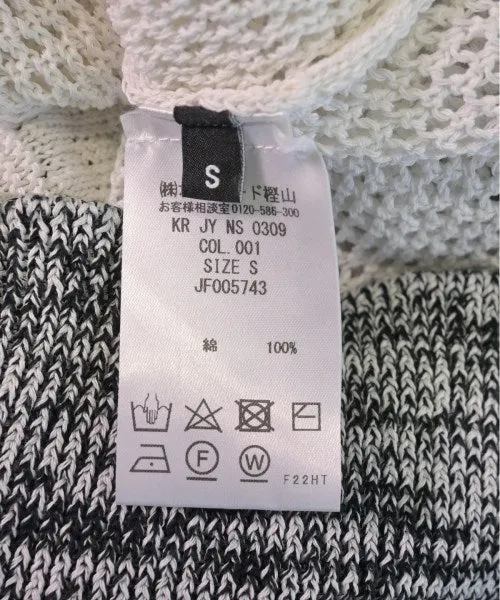 S
㈱ ード樫山
お客様相談室0120-586-300
KR JY NS 0309
COL. 001
SIZE S
JF005743
綿 100%
F
W
F22HT